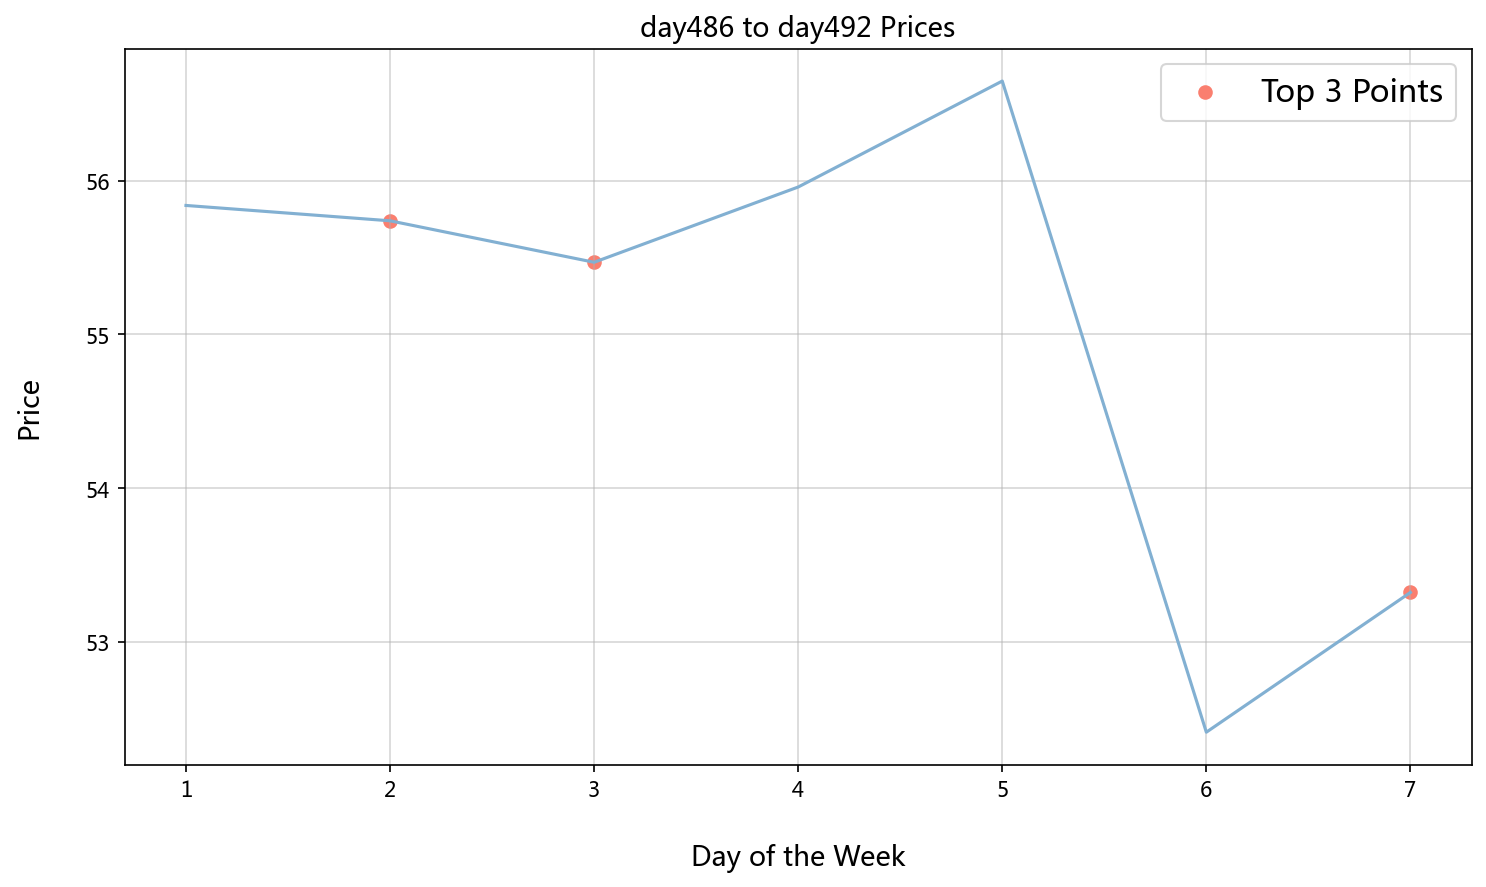 day486 to day492 Prices
Top 3 Points
56
55
54
53
Price
1 2 3 4 5 6 7
Day of the Week